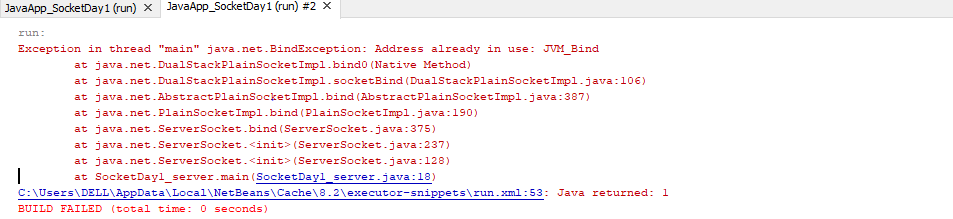 JavaApp_SocketDay1 (run) × JavaApp_SocketDay1 (run) #2 ×
run:
Exception in thread "main" java.net.BindException: Address already in use: JVM_Bind
at java.net.DualStackPlainSocketImpl.bind0(Native Method)
at java.net.DualStackPlainSocketImpl.socketBind(DualStackPlainSocketImpl.java:106)
at java.net.AbstractPlainSocketImpl.bind(AbstractPlainSocketImpl.java:387)
at java.net.PlainSocketImpl.bind(PlainSocketImpl.java:190)
at java.net.ServerSocket.bind(ServerSocket.java:375)
at java.net.ServerSocket.<init>(ServerSocket.java:237)
at java.net.ServerSocket.<init>(ServerSocket.java:128)
at SocketDay1_server.main(SocketDay1_server.java:18)
C:\Users\DELL\AppData\Local\NetBeans\Cache\8.2\executor-snippets\run.xml:53: Java returned: 1
BUILD FAILED (total time: 0 seconds)